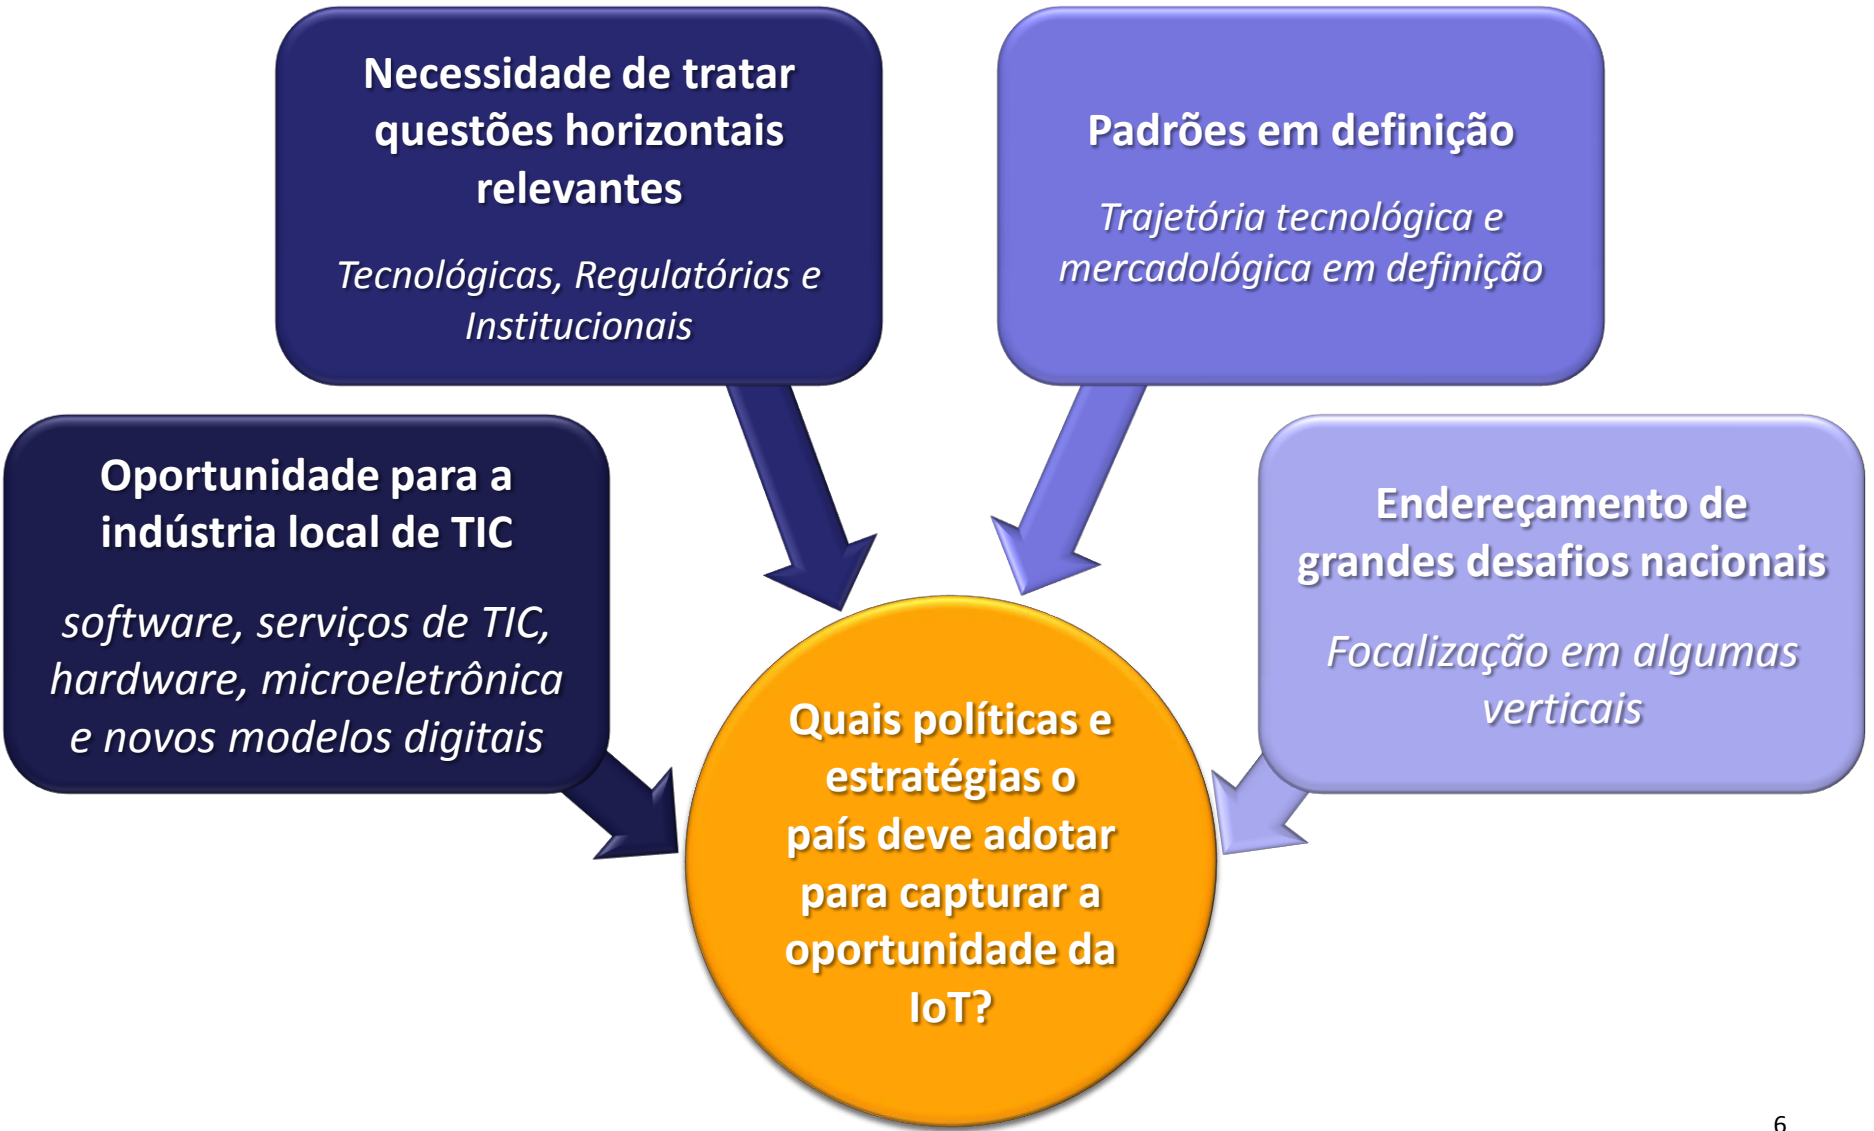 Necessidade de tratar
questões horizontais
relevantes
Tecnológicas, Regulatórias e
Institucionais
Padrões em definição
Trajetória tecnológica e
mercadológica em definição
Oportunidade para a
indústria local de TIC
software, serviços de TIC,
hardware, microeletrônica
e novos modelos digitais
Endereçamento de
grandes desafios nacionais
Focalização em algumas
verticais
Quais políticas e
estratégias o
país deve adotar
para capturar a
oportunidade da
IoT?
6